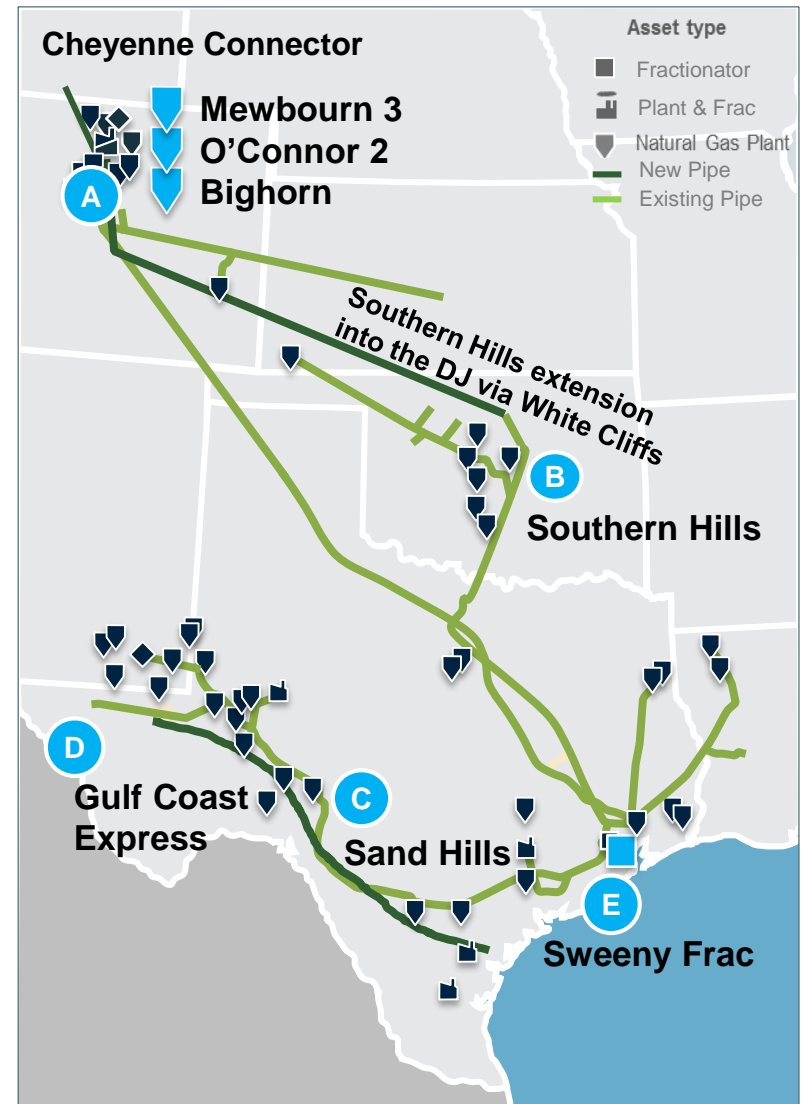 Cheyenne Connector
Asset type
Fractionator
Plant & Frac
Natural Gas Plant
New Pipe
Existing Pipe
Mewbourn 3
O'Connor 2
Bighorn
A
Southern Hills extension
into the DJ via White Cliffs
B
Southern Hills
D
Gulf Coast
Express
C
Sand Hills
E
Sweeny Frac